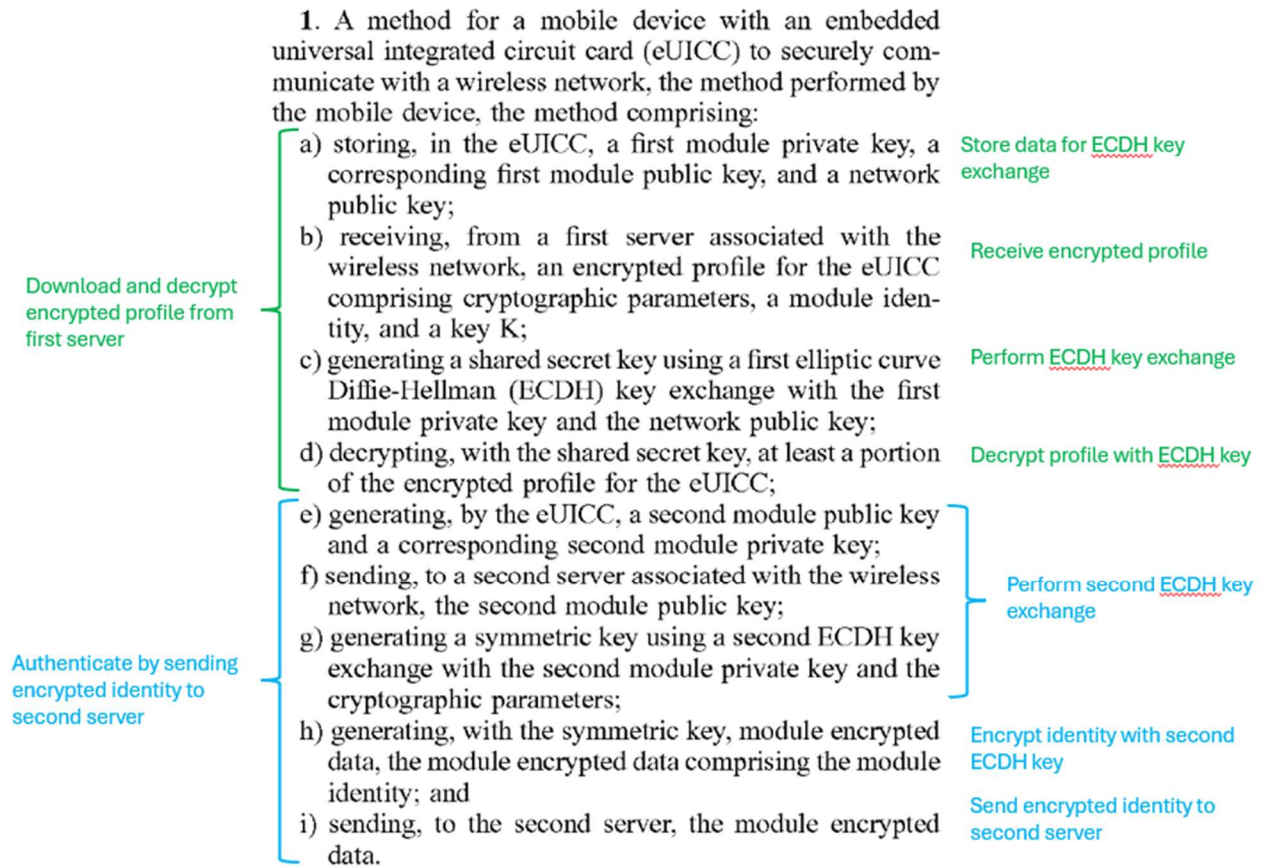 1. A method for a mobile device with an embedded
universal integrated circuit card (eUICC) to securely com-
municate with a wireless network, the method performed by
the mobile device, the method comprising:
a) storing, in the eUICC, a first module private key, a
corresponding first module public key, and a network
public key;
b) receiving, from a first server associated with the
wireless network, an encrypted profile for the eUICC
comprising cryptographic parameters, a module iden-
tity, and a key K;
c) generating a shared secret key using a first elliptic curve
Diffie-Hellman (ECDH) key exchange with the first
module private key and the network public key;
d) decrypting, with the shared secret key, at least a portion
of the encrypted profile for the eUICC;
e) generating, by the eUICC, a second module public key
and a corresponding second module private key;
f) sending, to a second server associated with the wireless
network, the second module public key;
g) generating a symmetric key using a second ECDH key
exchange with the second module private key and the
cryptographic parameters;
h) generating, with the symmetric key, module encrypted
data, the module encrypted data comprising the module
identity; and
i) sending, to the second server, the module encrypted
data.
Download and decrypt
encrypted profile from
first server
Authenticate by sending
encrypted identity to
second server
Store data for ECDH key
exchange
Receive encrypted profile
Perform ECDH key exchange
Decrypt profile with ECDH key
Perform second ECDH key
exchange
Encrypt identity with second
ECDH key
Send encrypted identity to
second server